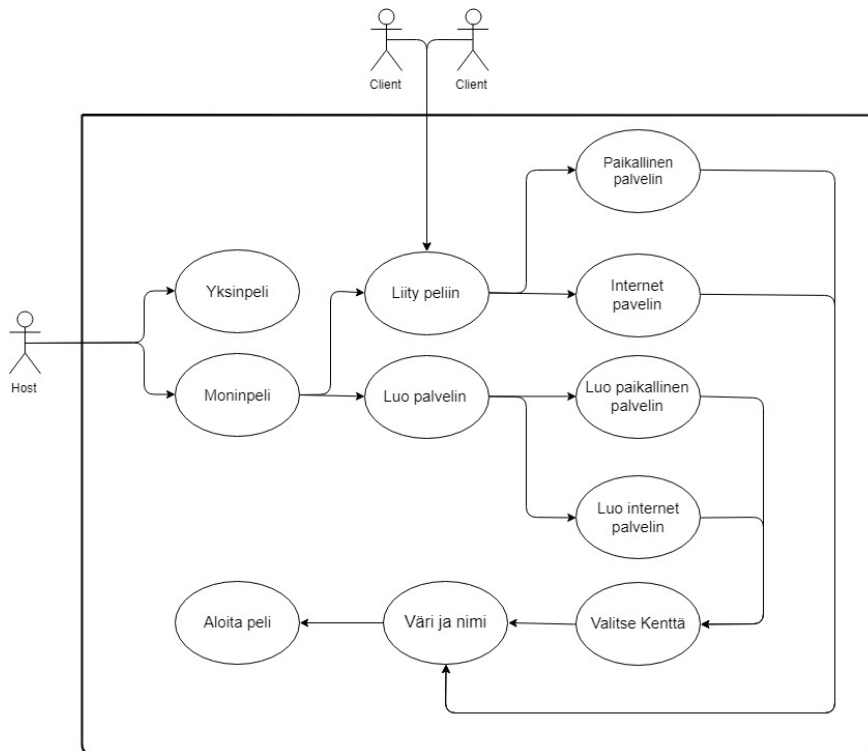 Client
Client
Paikallinen
palvelin
Yksinpeli
Liity peliin
Internet
pavelin
Host
Moninpeli
Luo palvelin
Luo paikallinen
palvelin
Luo internet
palvelin
Aloita peli
Väri ja nimi
Valitse Kenttä